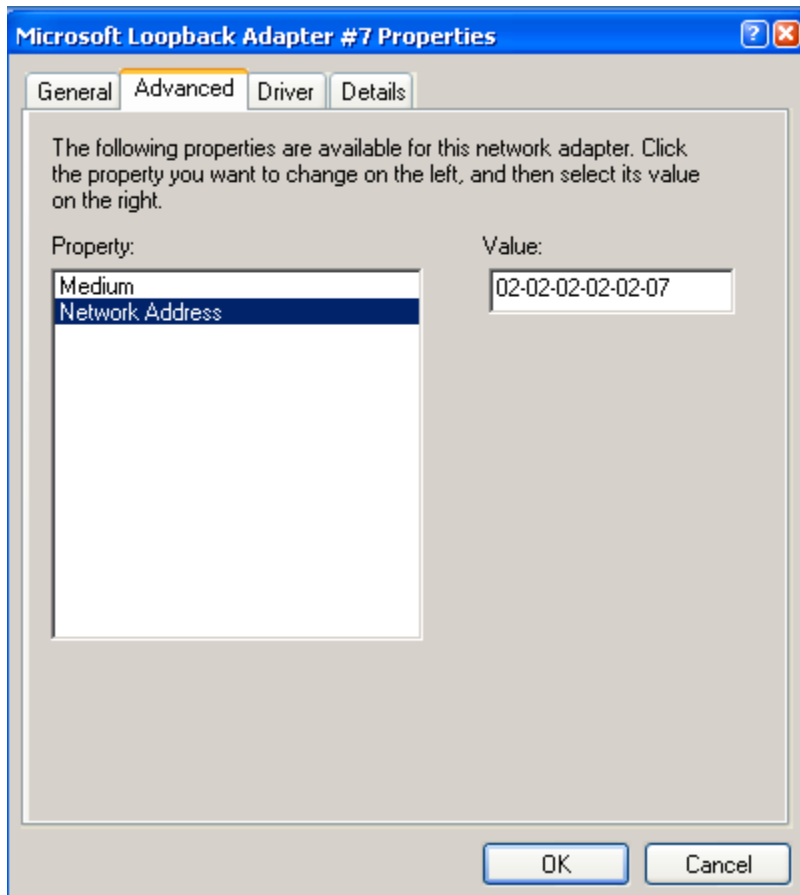 Microsoft Loopback Adapter #7 Properties
General Advanced Driver Details
The following properties are available for this network adapter. Click
the property you want to change on the left, and then select its value
on the right.
Property: Value:
Medium 02-02-02-02-02-07
Network Address
OK Cancel